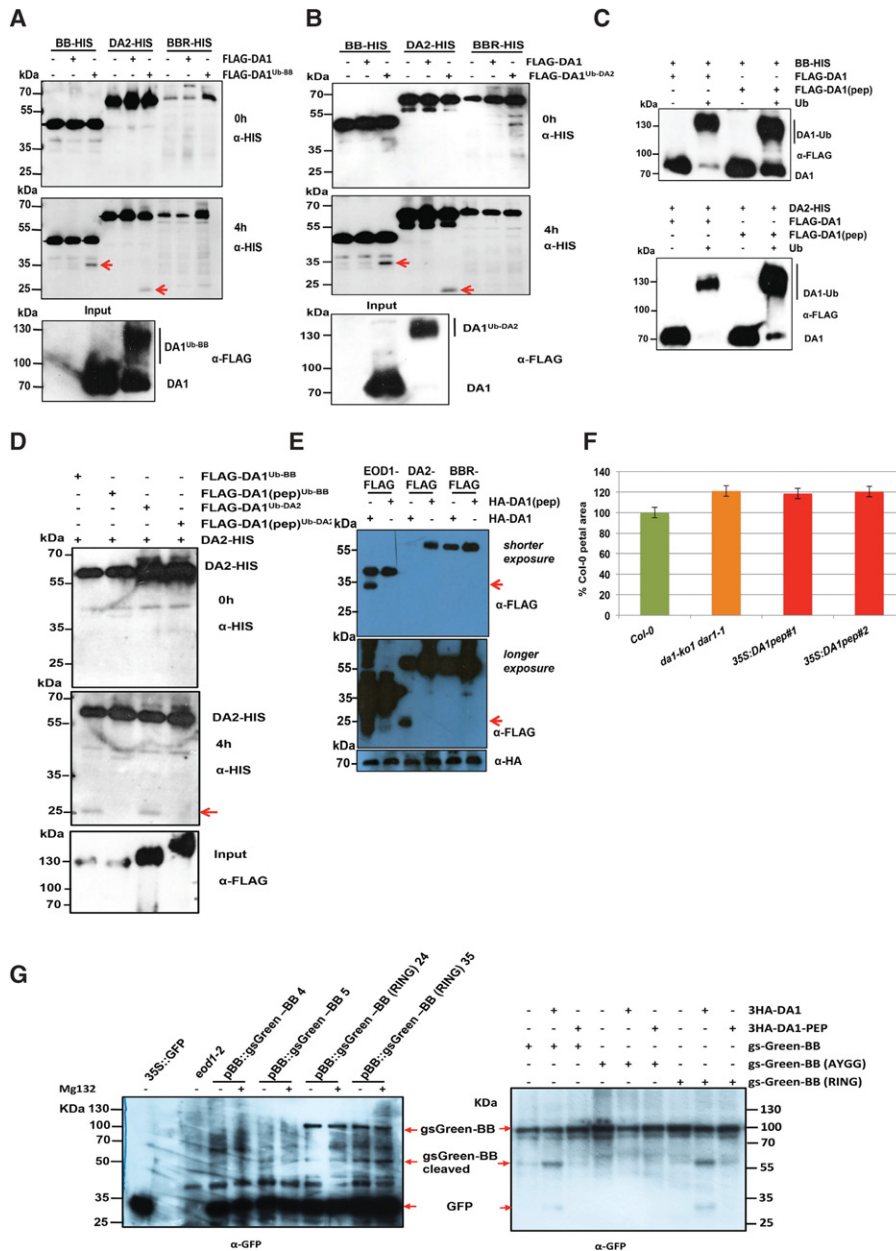 A
BB-HIS DA2-HIS BBR-HIS
- + - - + - - + - FLAG-DA1
- - + - - + - - + FLAG-DA1Ub-BB
kDa
70
55
35
25
0h
α-HIS
kDa
70
55
35
25
4h
α-HIS
Input
130
100
70
kDa
DA1Ub-BB
α-FLAG
DA1
B
BB-HIS DA2-HIS BBR-HIS
- + - - + - - + - FLAG-DA1
- - + - - + - - + FLAG-DA1Ub-DA2
kDa
70
55
35
25
0h
α-HIS
kDa
70
55
35
25
4h
α-HIS
Input
kDa
130
100
70
DA1Ub-DA2
α-FLAG
DA1
C
+ + + + BB-HIS
+ + - - FLAG-DA1
- - + + FLAG-DA1(pep)
- + - + Ub
kDa
130
100
70
DA1-Ub
α-FLAG
DA1
+ + + + DA2-HIS
+ + - - FLAG-DA1
- - + + FLAG-DA1(pep)
- + - + Ub
kDa
130
100
70
DA1-Ub
α-FLAG
DA1
D
+ - - - FLAG-DA1Ub-BB
- + - - FLAG-DA1(pep)Ub-BB
- - + - FLAG-DA1Ub-DA2
- - - + FLAG-DA1(pep)Ub-DA2
+ + + + DA2-HIS
kDa
55
35
25
DA2-HIS
0h
α-HIS
kDa
55
35
25
DA2-HIS
4h
α-HIS
kDa
130
100
70
Input
α-FLAG
E
EOD1-FLAG DA2-FLAG BBR-FLAG
- + - + - + HA-DA1(pep)
+ - + - + - HA-DA1
kDa
55
35
25
shorter exposure
α-FLAG
kDa
55
35
25
longer exposure
α-FLAG
kDa
70
α-HA
F
% Col-0 petal area
140
120
100
80
60
40
20
0
Col-0
da1-ko1 dar1-1
35S:DA1pep#1
35S:DA1pep#2
G
35S::GFP
eod1-2
pBB::gsGreen –BB 4
pBB::gsGreen –BB 5
pBB::gsGreen –BB (RING) 24
pBB::gsGreen –BB (RING) 35
Mg132 - - - + - + - + - +
KDa
130
100
70
50
35
25
α-GFP
gsGreen-BB
gsGreen-BB cleaved
GFP
- + - - + - - + - 3HA-DA1
- - + - - + - - + 3HA-DA1-PEP
+ + + gs-Green-BB
+ + + gs-Green-BB (AYGG)
+ + + gs-Green-BB (RING)
KDa
130
100
70
55
35
25
α-GFP